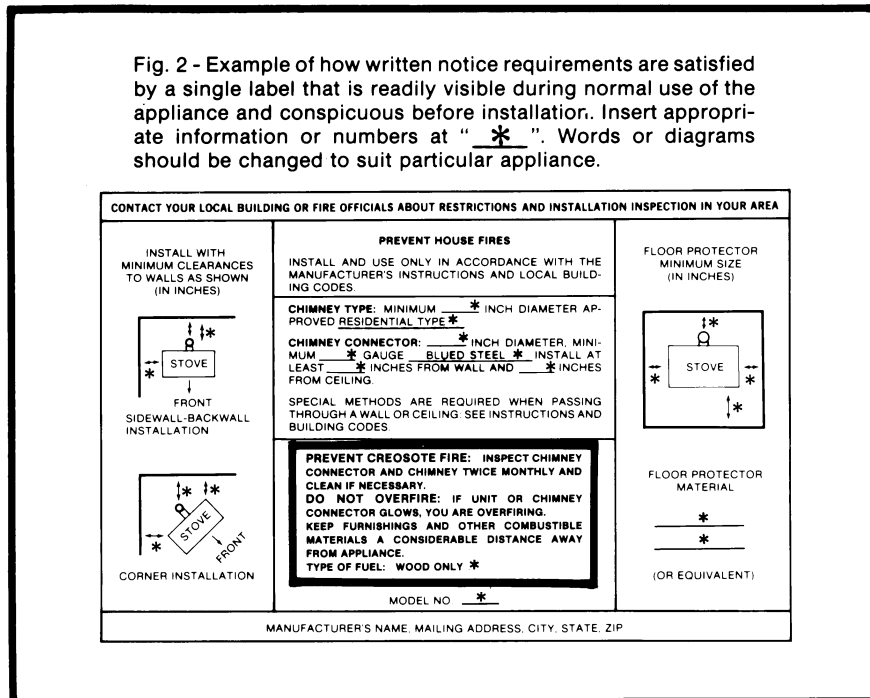 Fig. 2 - Example of how written notice requirements are satisfied
by a single label that is readily visible during normal use of the
appliance and conspicuous before installation. Insert appropri-
ate information or numbers at " * ". Words or diagrams
should be changed to suit particular appliance.
CONTACT YOUR LOCAL BUILDING OR FIRE OFFICIALS ABOUT RESTRICTIONS AND INSTALLATION INSPECTION IN YOUR AREA
INSTALL WITH
MINIMUM CLEARANCES
TO WALLS AS SHOWN
(IN INCHES)
* 
STOVE
*
FRONT
SIDEWALL-BACKWALL
INSTALLATION
* *
STOVE
*
FRONT
CORNER INSTALLATION
PREVENT HOUSE FIRES
INSTALL AND USE ONLY IN ACCORDANCE WITH THE
MANUFACTURER'S INSTRUCTIONS AND LOCAL BUILD-
ING CODES.
CHIMNEY TYPE: MINIMUM * INCH DIAMETER AP-
PROVED RESIDENTIAL TYPE *
CHIMNEY CONNECTOR: * INCH DIAMETER, MINI-
MUM * GAUGE BLUED STEEL * INSTALL AT
LEAST * INCHES FROM WALL AND * INCHES
FROM CEILING.
SPECIAL METHODS ARE REQUIRED WHEN PASSING
THROUGH A WALL OR CEILING: SEE INSTRUCTIONS AND
BUILDING CODES
PREVENT CREOSOTE FIRE: INSPECT CHIMNEY
CONNECTOR AND CHIMNEY TWICE MONTHLY AND
CLEAN IF NECESSARY.
DO NOT OVERFIRE: IF UNIT OR CHIMNEY
CONNECTOR GLOWS, YOU ARE OVERFIRING.
KEEP FURNISHINGS AND OTHER COMBUSTIBLE
MATERIALS A CONSIDERABLE DISTANCE AWAY
FROM APPLIANCE.
TYPE OF FUEL: WOOD ONLY *
MODEL NO *
FLOOR PROTECTOR
MINIMUM SIZE
(IN INCHES)
*
STOVE
* *
*
FLOOR PROTECTOR
MATERIAL
*
*
(OR EQUIVALENT)
MANUFACTURER'S NAME, MAILING ADDRESS, CITY, STATE, ZIP